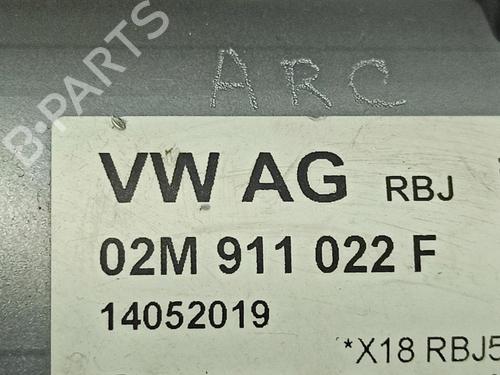 ARC
B-PARTS
VW AG RBJ
02M 911 022 F
14052019
*X18 RBJ5